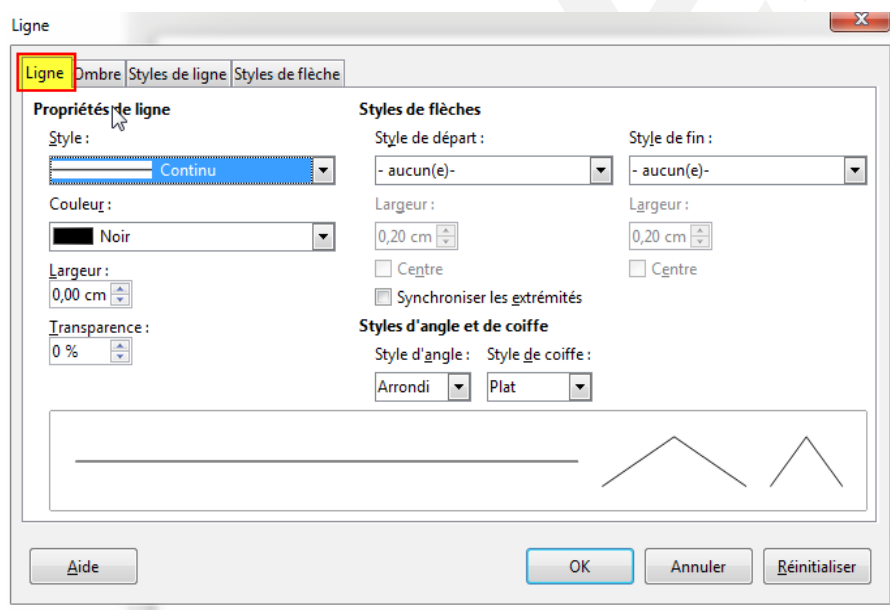 Ligne
Ligne Ombre Styles de ligne Styles de flèche
Propriétés de ligne
Style :
Continu
Couleur :
Noir
Largeur :
0,00 cm
Transparence :
0 %
Styles de flèches
Style de départ :
Style de fin :
- aucun(e)-
- aucun(e)-
Largeur :
Largeur :
0,20 cm
0,20 cm
Centre
Centre
Synchroniser les extrémités
Styles d'angle et de coiffe
Style d'angle :
Style de coiffe :
Arrondi
Plat
Aide
OK
Annuler
Réinitialiser